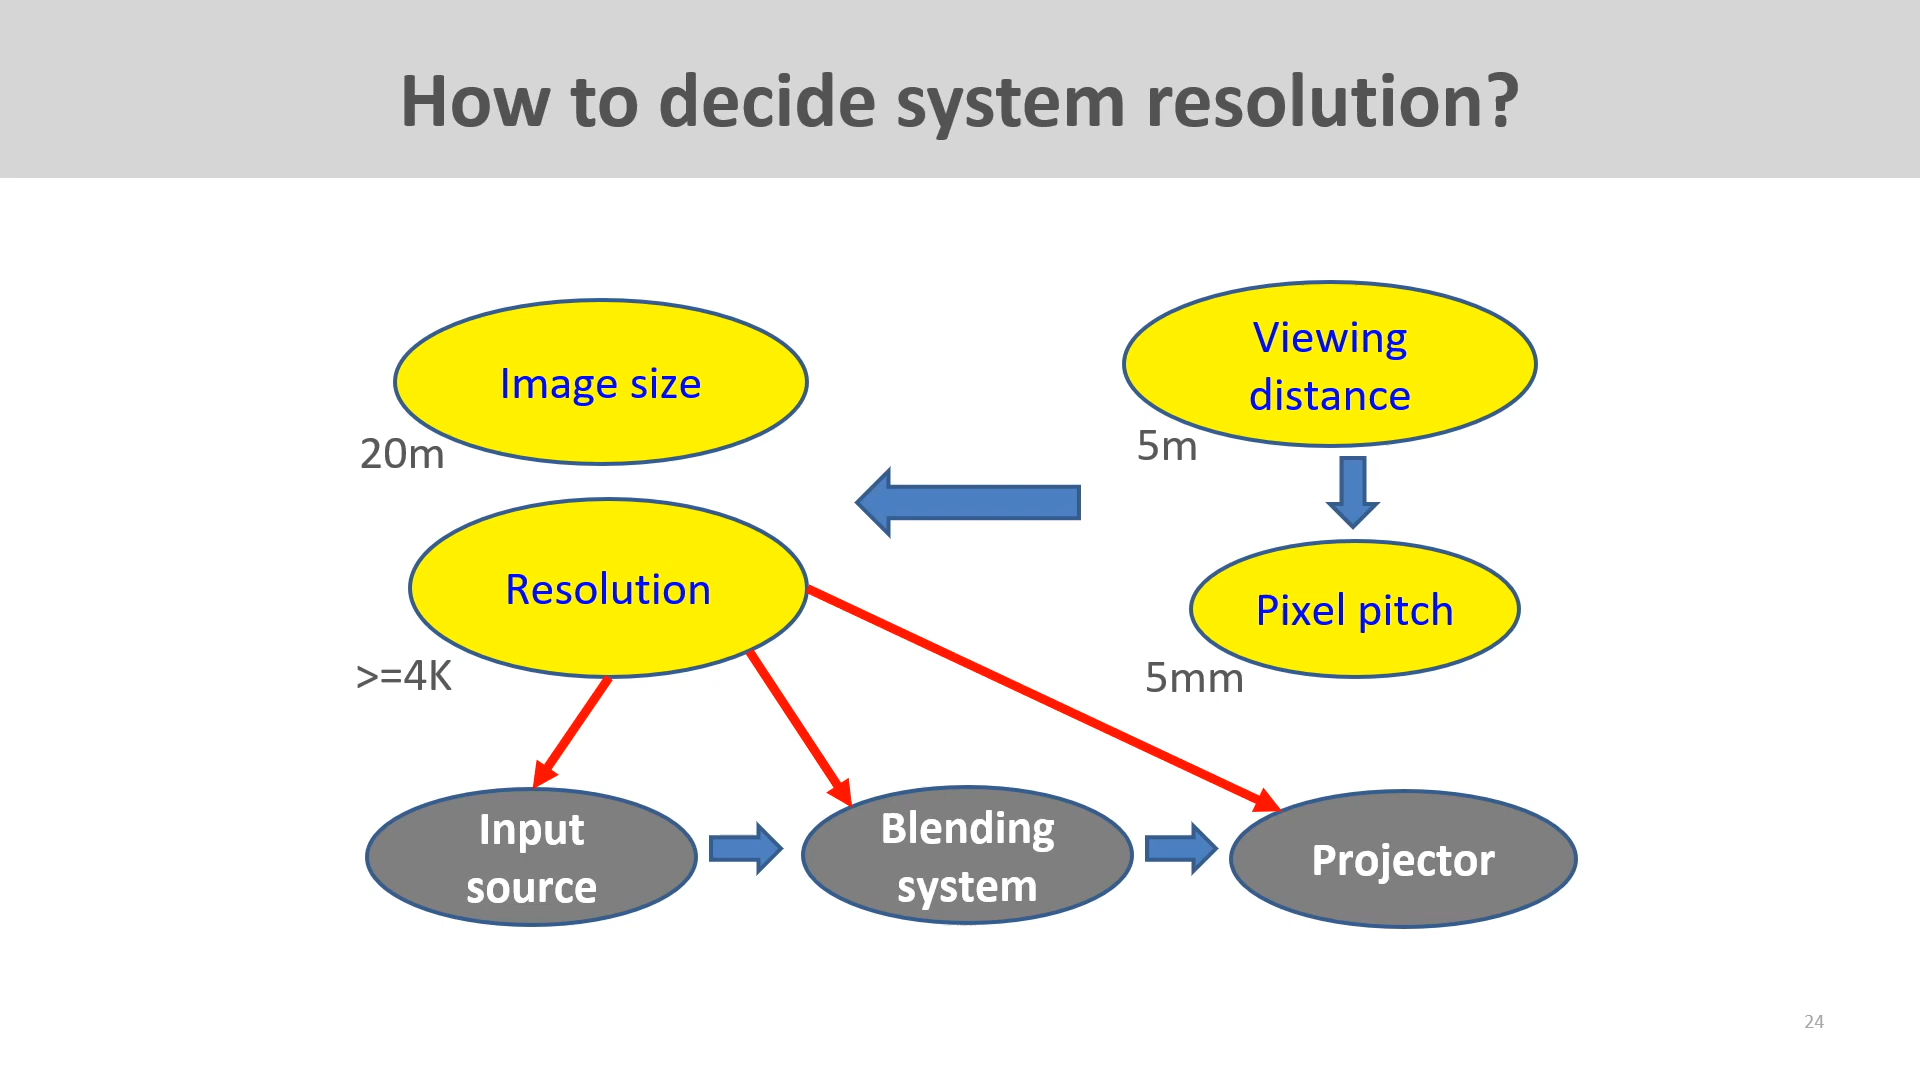 How to decide system resolution?
Image size
20m
Viewing
distance
5m
Resolution
>=4K
Pixel pitch
5mm
Input
source
Blending
system
Projector
24